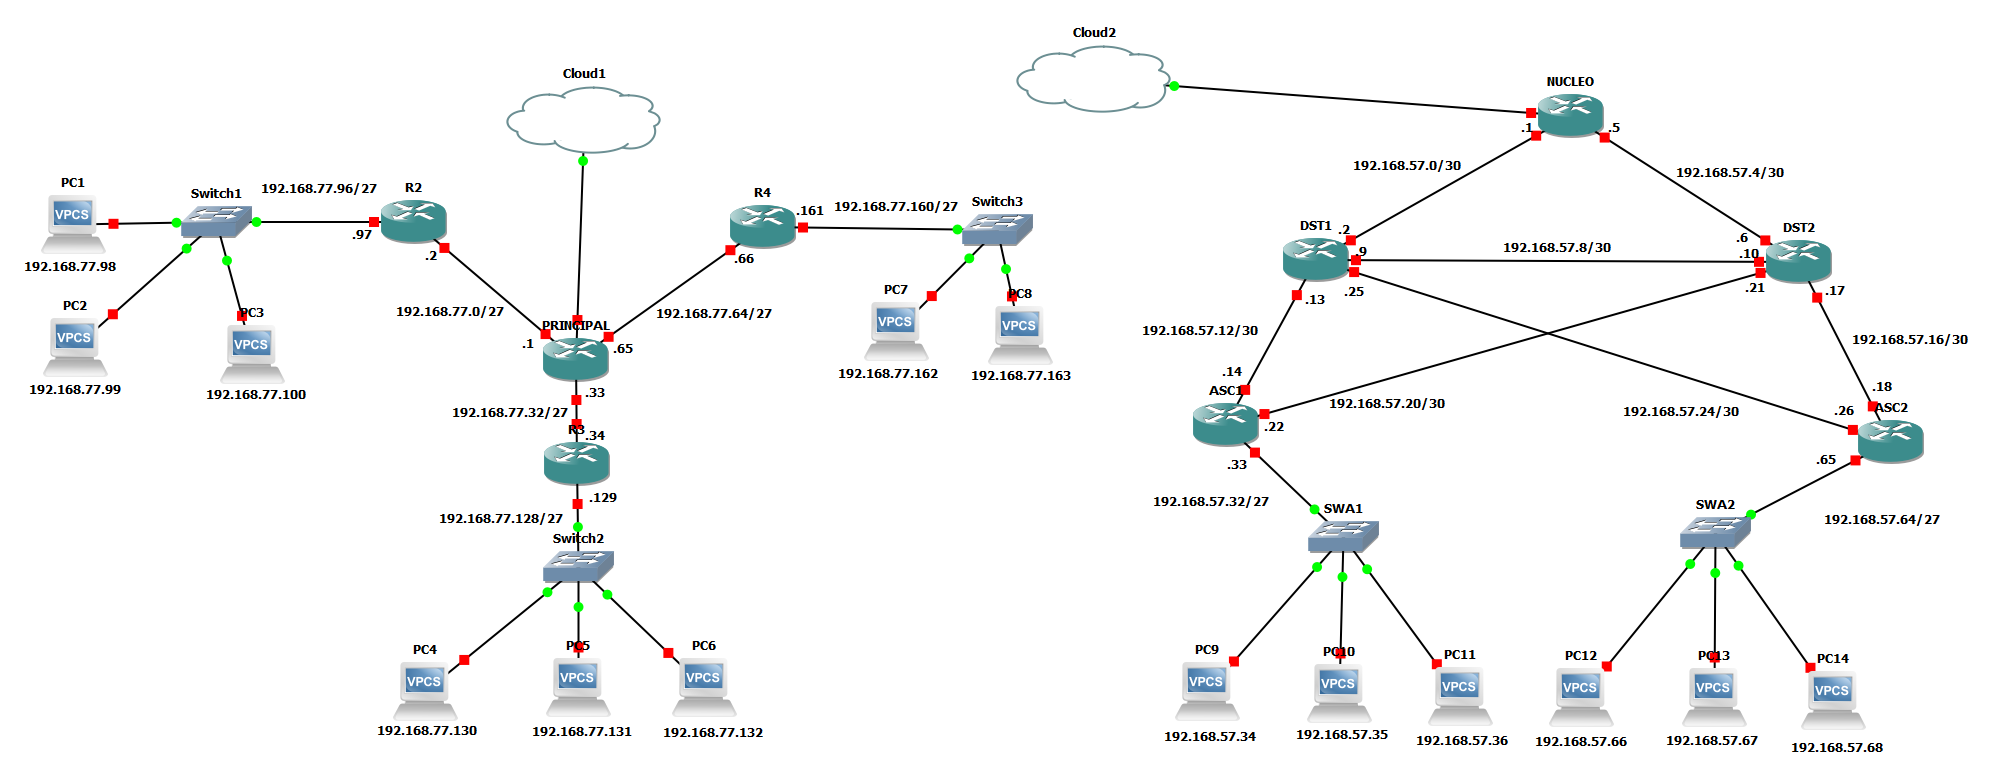 Cloud2
Cloud1
NUCLEO
.1
.5
192.168.57.0/30
192.168.57.4/30
PC1
VPCS
192.168.77.98
Switch1
192.168.77.96/27
R2
.97
.2
PC2
VPCS
192.168.77.99
PC3
VPCS
192.168.77.100
192.168.77.0/27
PRINCIPAL
.1
.65
.33
192.168.77.64/27
R4
.161
.66
192.168.77.160/27
Switch3
PC7
VPCS
192.168.77.162
PC8
VPCS
192.168.77.163
192.168.77.32/27
R3
.34
.129
192.168.77.128/27
Switch2
PC4
VPCS
192.168.77.130
PC5
VPCS
192.168.77.131
PC6
VPCS
192.168.77.132
DST1
.2
.9
.25
.13
192.168.57.8/30
DST2
.6
.10
.21
.17
192.168.57.12/30
192.168.57.16/30
.14
ASC1
.22
.33
192.168.57.20/30
192.168.57.24/30
.18
.26
ASC2
.65
192.168.57.32/27
SWA1
SWA2
192.168.57.64/27
PC9
VPCS
192.168.57.34
PC10
VPCS
192.168.57.35
PC11
VPCS
192.168.57.36
PC12
VPCS
192.168.57.66
PC13
VPCS
192.168.57.67
PC14
VPCS
192.168.57.68